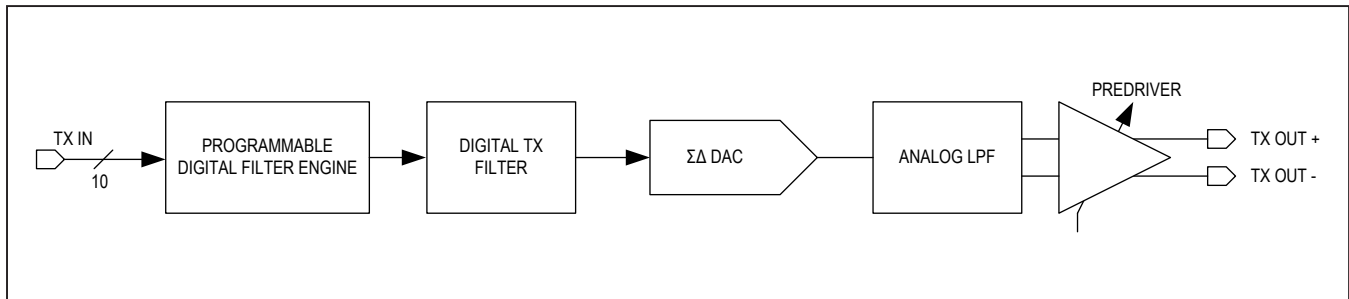 TX IN
10
PROGRAMMABLE
DIGITAL FILTER ENGINE
DIGITAL TX
FILTER
ΣΔ DAC
ANALOG LPF
PREDRIVER
TX OUT +
TX OUT -